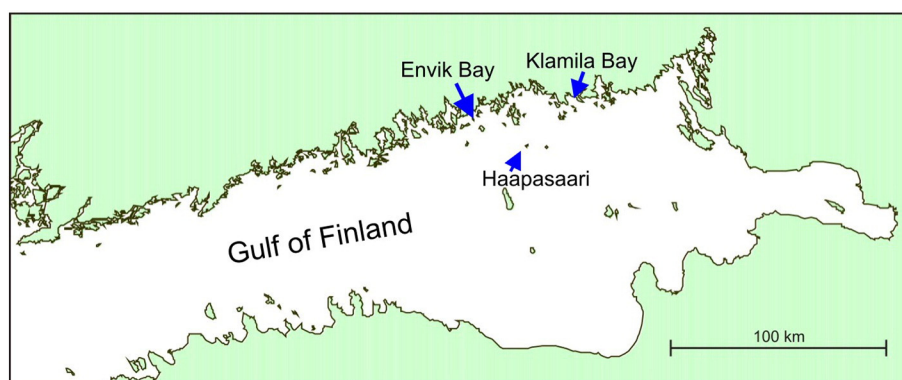 Klamila Bay
Envik Bay
Haapasaari
Gulf of Finland
100 km